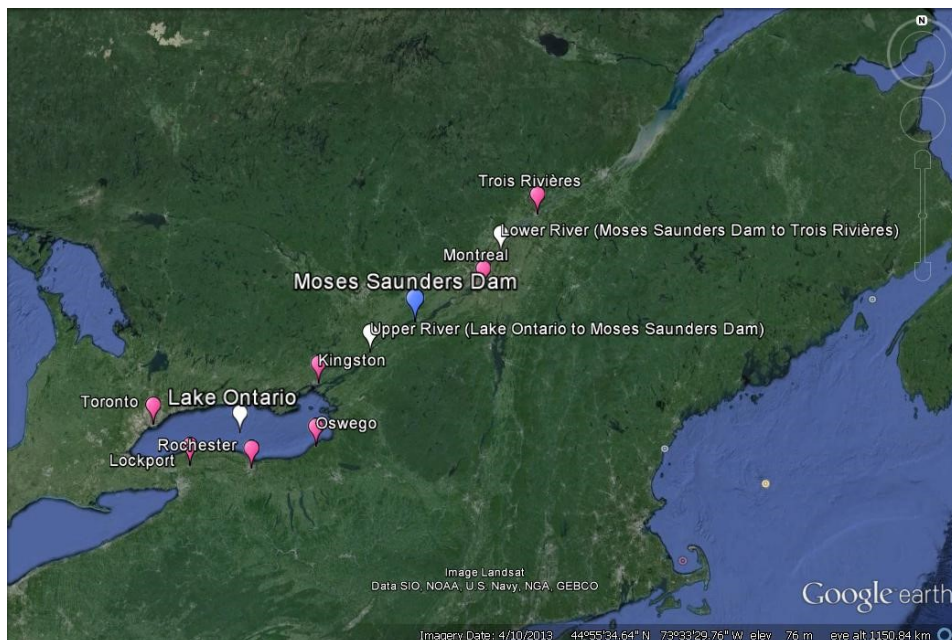 N
Trois Rivières
Lower River (Moses Saunders Dam to Trois Rivières)
Montreal
Moses Saunders Dam
Upper River (Lake Ontario to Moses Saunders Dam)
Kingston
Lake Ontario
Toronto
Oswego
Rochester
Lockport
Image Landsat
Data SIO, NOAA, U.S. Navy, NGA, GEBCO
Google earth
Imagery Date: 4/10/2013 44°55'34.64" N 73°33'29.76" W elev 76 m eye alt 1150.84 km